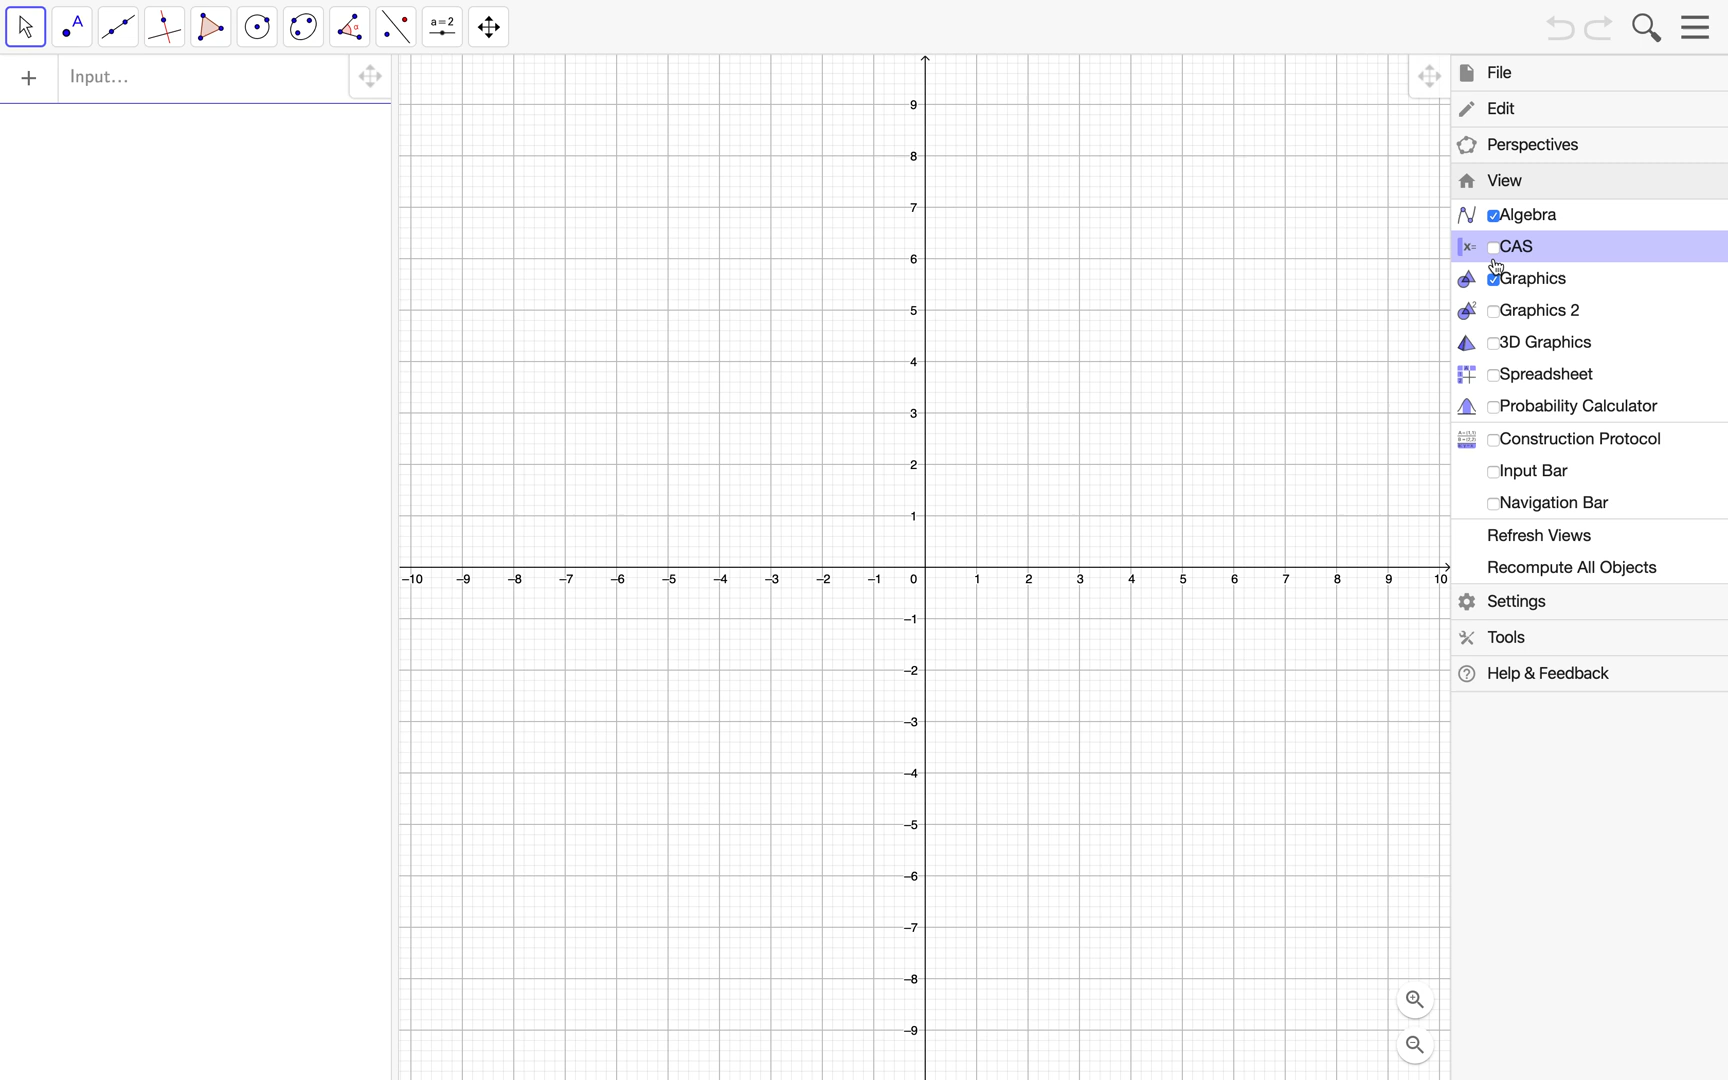 A
α
a=2
Input...
File
Edit
Perspectives
View
Algebra
x=
CAS
Graphics
2
Graphics 2
3D Graphics
Spreadsheet
Probability Calculator
Construction Protocol
Input Bar
Navigation Bar
Refresh Views
Recompute All Objects
Settings
Tools
Help & Feedback
9
8
7
6
5
4
3
2
1
–10 –9 –8 –7 –6 –5 –4 –3 –2 –1 0 1 2 3 4 5 6 7 8 9 10
–1
–2
–3
–4
–5
–6
–7
–8
–9